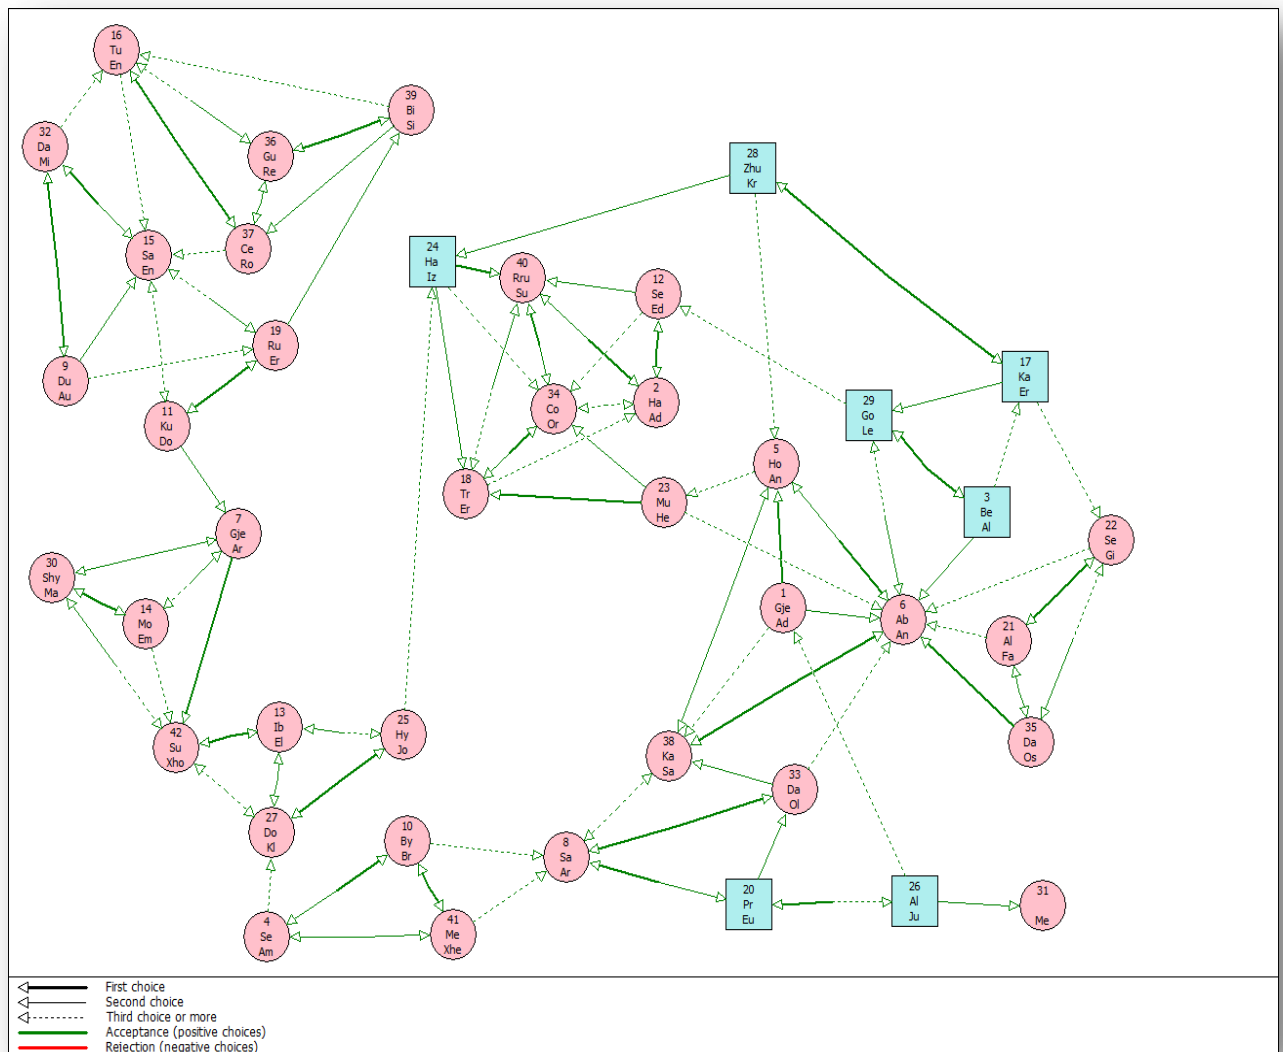 16
Tu
En
39
Bi
Si
32
Da
Mi
36
Gu
Re
28
Zhu
Kr
15
Sa
En
37
Ce
Ro
24
Ha
Iz
40
Rru
Su
12
Se
Ed
19
Ru
Er
9
Du
Au
17
Ka
Er
11
Ku
Do
34
Co
Or
2
Ha
Ad
29
Go
Le
5
Ho
An
18
Tr
Er
23
Mu
He
3
Be
Al
7
Gje
Ar
22
Se
Gi
30
Shy
Ma
14
Mo
Em
1
Gje
Ad
6
Ab
An
21
Al
Fa
42
Su
Xho
13
Ib
El
25
Hy
Jo
38
Ka
Sa
35
Da
Os
33
Da
Ol
27
Do
Kl
10
By
Br
8
Sa
Ar
20
Pr
Eu
26
Al
Ju
31
Me
4
Se
Am
41
Me
Xhe
First choice
Second choice
Third choice or more
Acceptance (positive choices)
Rejection (negative choices)